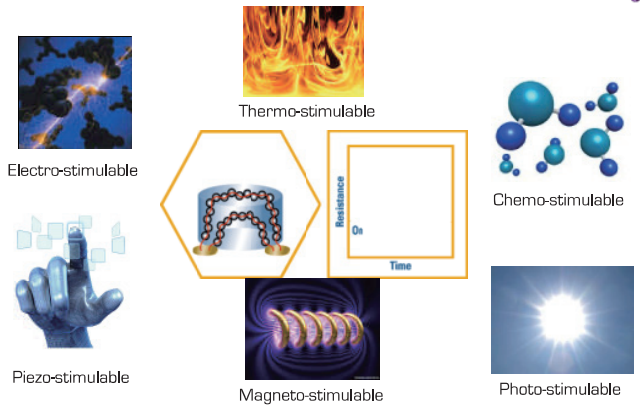 Thermo-stimulable
Electro-stimulable
Chemo-stimulable
Resistance
On
Time
Piezo-stimulable
Magneto-stimulable
Photo-stimulable